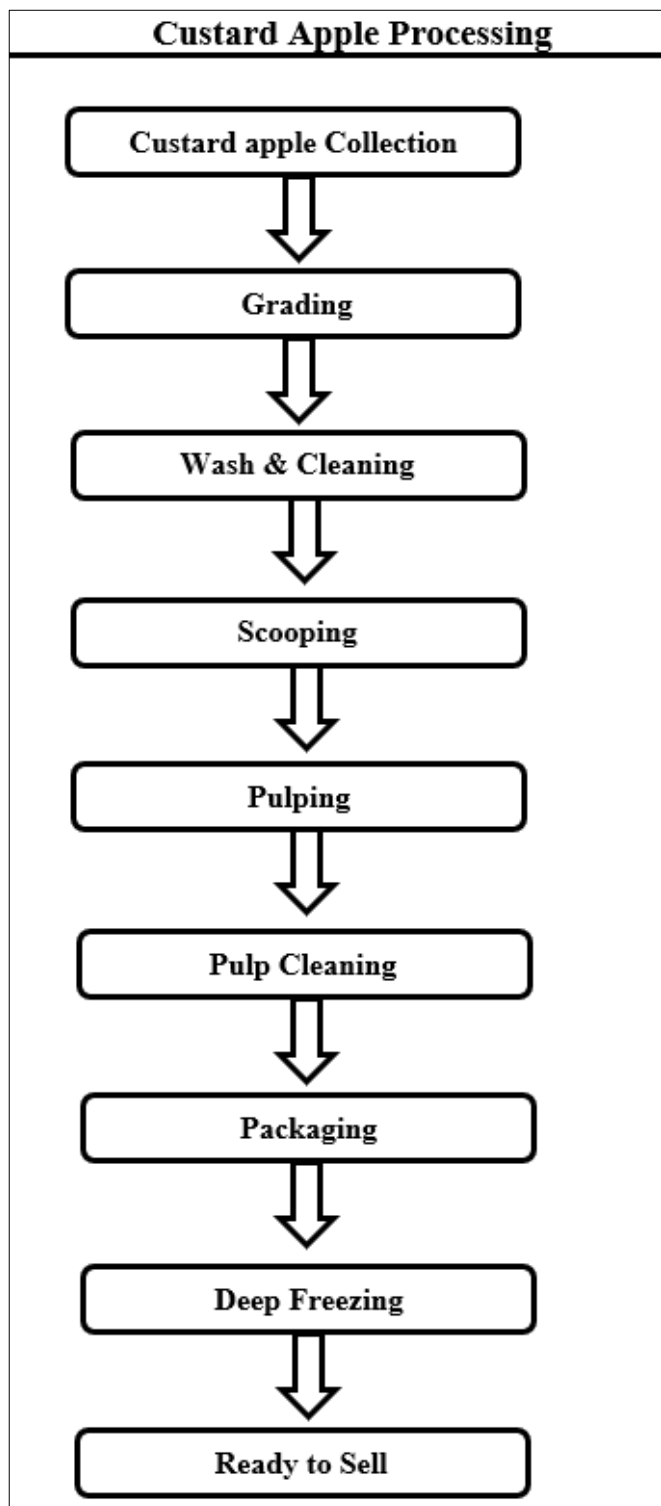 Custard Apple Processing
Custard apple Collection
Grading
Wash & Cleaning
Scooping
Pulping
Pulp Cleaning
Packaging
Deep Freezing
Ready to Sell